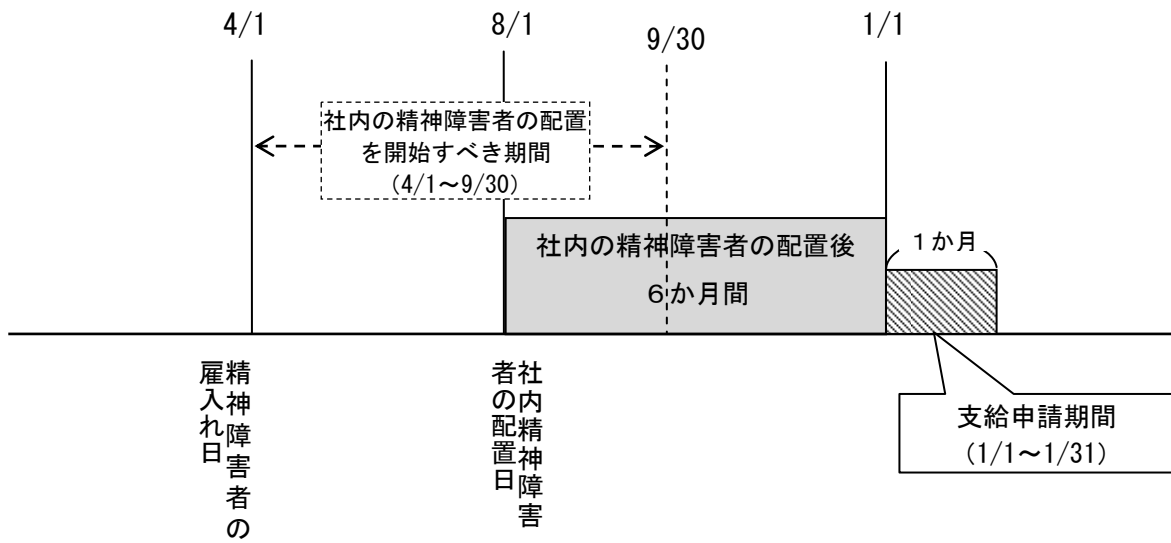 4/1
8/1
9/30
1/1
社内の精神障害者の配置
を開始すべき期間
（4/1～9/30）
社内の精神障害者の配置後
６か月間
１か月
精神障害者の
雇入れ日
社内精神障害
者の配置日
支給申請期間
（1/1～1/31）